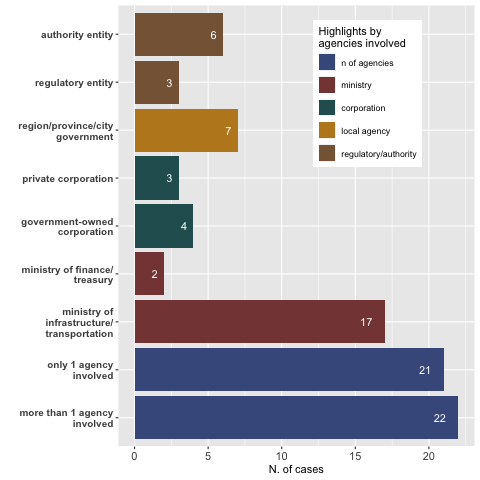 authority entity
6
Highlights by
agencies involved
n of agencies
ministry
corporation
local agency
regulatory/authority
regulatory entity
3
region/province/city
government
7
private corporation
3
government-owned
corporation
4
ministry of finance/
treasury
2
ministry of
infrastructure/
transportation
17
only 1 agency
involved
21
more than 1 agency
involved
22
0 5 10 15 20
N. of cases